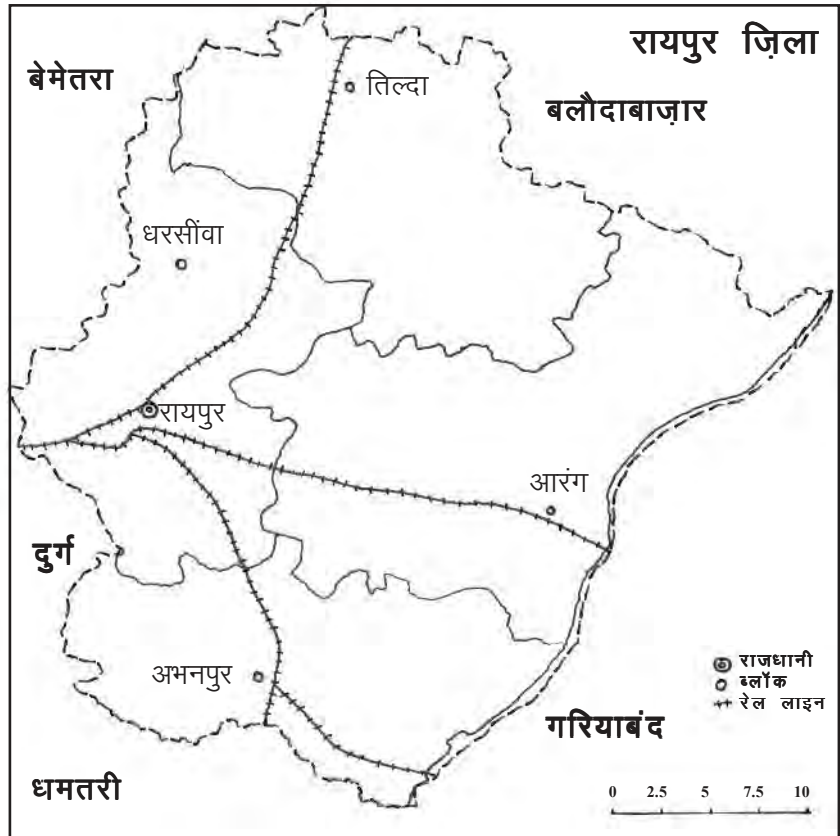 रायपुर ज़िला
बेमेतरा
तिल्दा
बलौदाबाज़ार
धरसींवा
रायपुर
आरंग
दुर्ग
अभनपुर
राजधानी
ब्लॉक
रेल लाइन
गरियाबंद
धमतरी
0 2.5 5 7.5 10